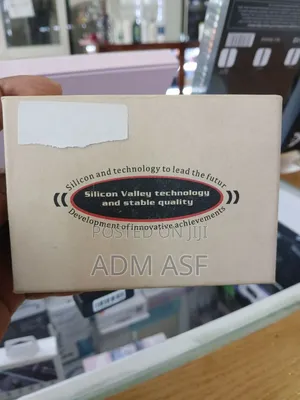 Silicon and technology to lead the futur
Silicon Valley technology
and stable quality
Development of innovative achievements
POSTED ON JIJI
ADM ASF